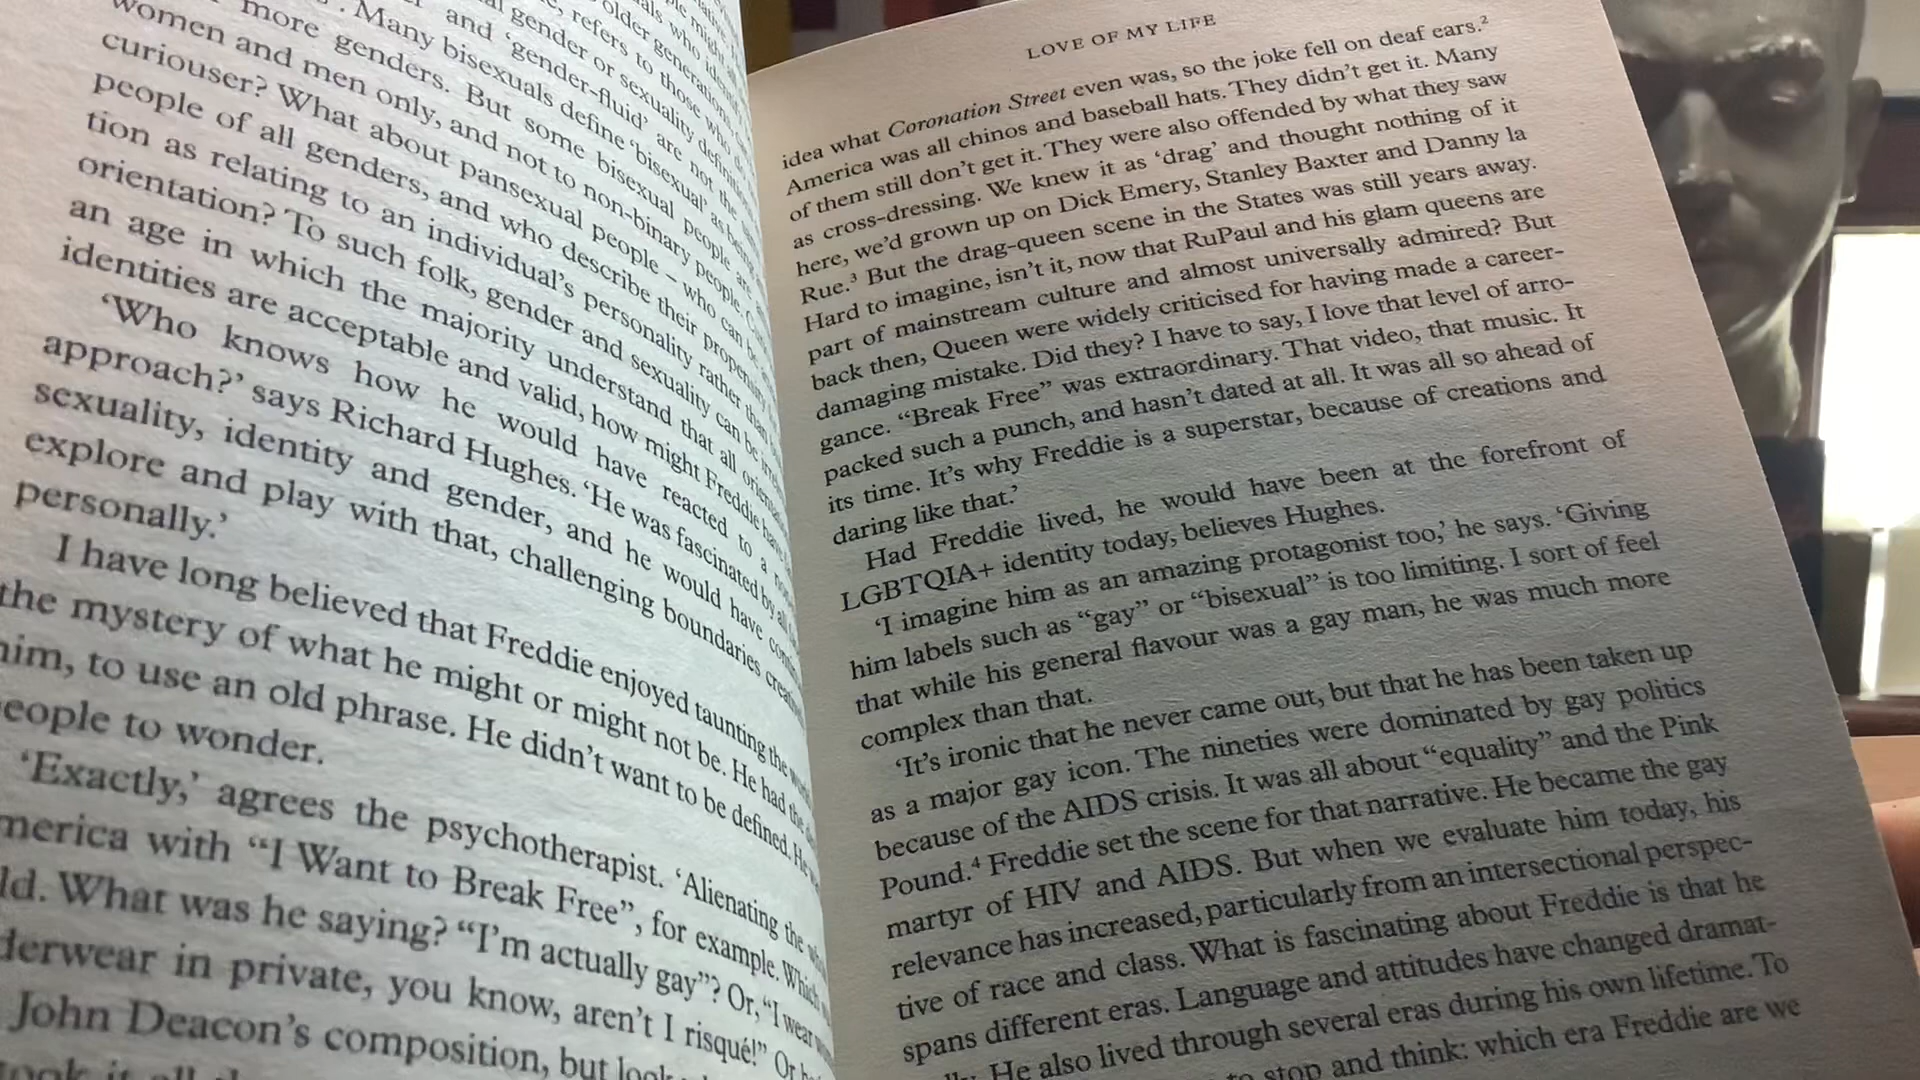 more genders. But some bisexual people are
women and men only, and not to non-binary people.
curiouser? What about pansexual people – who can be
people of all genders, and who describe their
tion as relating to an individual's personality rather than
orientation? To such folk, gender and sexuality can be
an age in which the majority understand that all
identities are acceptable and valid, how might Freddie have
'Who knows how he would have reacted to a
approach?' says Richard Hughes. 'He was fascinated by all
sexuality, identity and gender, and he would have
explore and play with that, challenging boundaries
personally.'
I have long believed that Freddie enjoyed taunting the
the mystery of what he might or might not be. He had the
him, to use an old phrase. He didn't want to be defined. He
people to wonder.
'Exactly,' agrees the psychotherapist. 'Alienating the
America with "I Want to Break Free", for example. Which
What was he saying? "I'm actually gay"? Or, "I wear
in private, you know, aren't I risqué!" Or
John Deacon's composition, but
LOVE OF MY LIFE
idea what Coronation Street even was, so the joke fell on deaf ears.²
America was all chinos and baseball hats. They didn't get it. Many
of them still don't get it. They were also offended by what they saw
as cross-dressing. We knew it as 'drag' and thought nothing of it
here, we'd grown up on Dick Emery, Stanley Baxter and Danny la
Rue.³ But the drag-queen scene in the States was still years away.
Hard to imagine, isn't it, now that RuPaul and his glam queens are
part of mainstream culture and almost universally admired? But
back then, Queen were widely criticised for having made a career-
damaging mistake. Did they? I have to say, I love that level of arro-
gance. "Break Free" was extraordinary. That video, that music. It
packed such a punch, and hasn't dated at all. It was all so ahead of
its time. It's why Freddie is a superstar, because of creations and
daring like that.'
Had Freddie lived, he would have been at the forefront of
LGBTQIA+ identity today, believes Hughes.
'I imagine him as an amazing protagonist too,' he says. 'Giving
him labels such as "gay" or "bisexual" is too limiting. I sort of feel
that while his general flavour was a gay man, he was much more
complex than that.
'It's ironic that he never came out, but that he has been taken up
as a major gay icon. The nineties were dominated by gay politics
because of the AIDS crisis. It was all about "equality" and the Pink
Pound.⁴ Freddie set the scene for that narrative. He became the gay
martyr of HIV and AIDS. But when we evaluate him today, his
relevance has increased, particularly from an intersectional perspec-
tive of race and class. What is fascinating about Freddie is that he
spans different eras. Language and attitudes have changed dramat-
He also lived through several eras during his own lifetime. To
to stop and think: which era Freddie are we